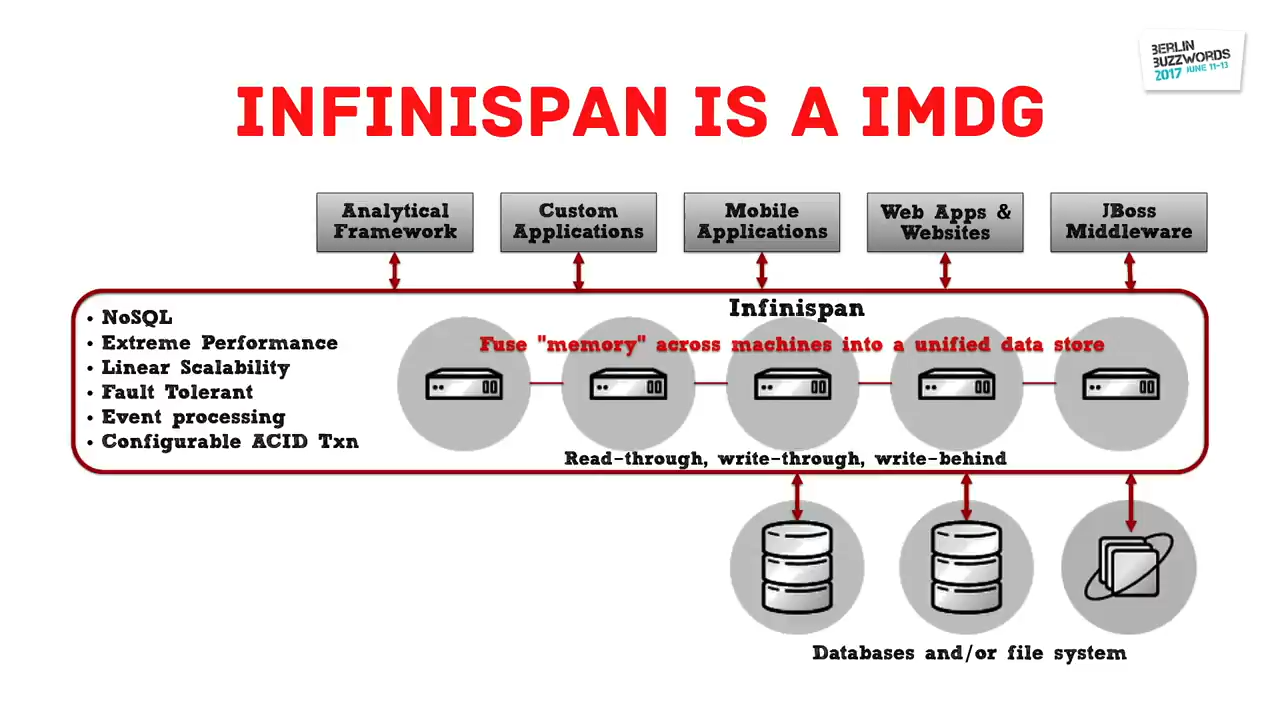 BERLIN
BUZZWORDS
2017 JUNE 11-13
INFINISPAN IS A IMDG
Analytical
Framework
Custom
Applications
Mobile
Applications
Web Apps &
Websites
JBoss
Middleware
Infinispan
• NoSQL
• Extreme Performance
• Linear Scalability
• Fault Tolerant
• Event processing
• Configurable ACID Txn
Fuse "memory" across machines into a unified data store
Read-through, write-through, write-behind
Databases and/or file system